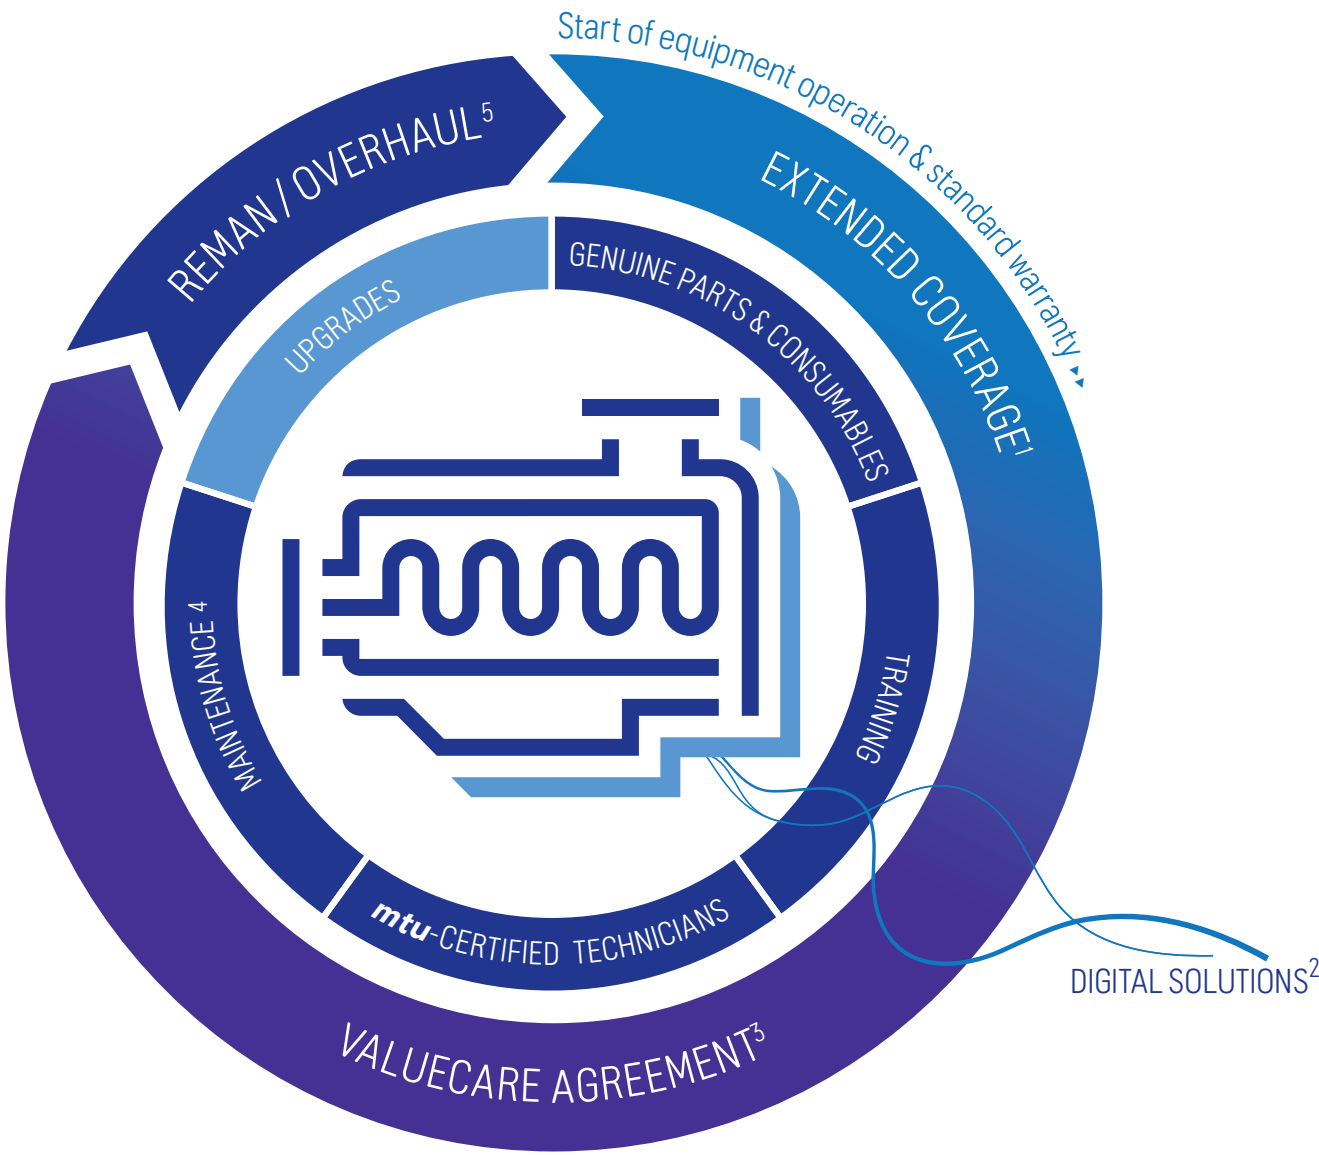 Start of equipment operation & standard warranty ▸▸
EXTENDED COVERAGE¹
REMAN / OVERHAUL⁵
UPGRADES
GENUINE PARTS & CONSUMABLES
MAINTENANCE ⁴
TRAINING
mtu-CERTIFIED TECHNICIANS
DIGITAL SOLUTIONS²
VALUECARE AGREEMENT³